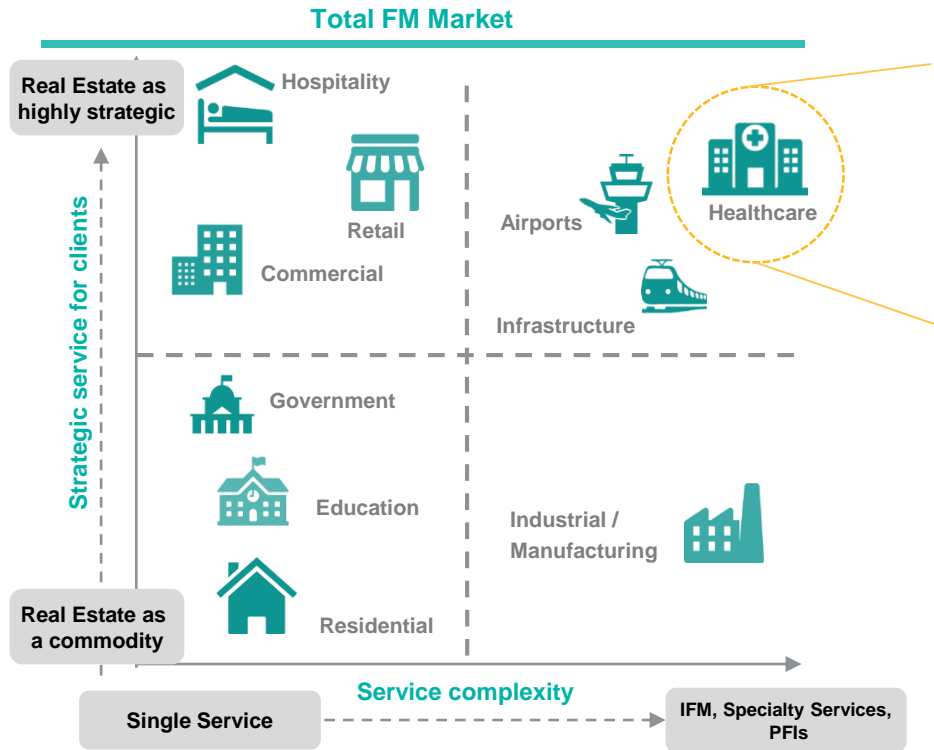 Total FM Market
Real Estate as
highly strategic
Hospitality
Retail
Commercial
Airports
Healthcare
Infrastructure
Strategic service for clients
Government
Education
Residential
Industrial /
Manufacturing
Real Estate as
a commodity
Service complexity
Single Service
IFM, Specialty Services,
PFIs